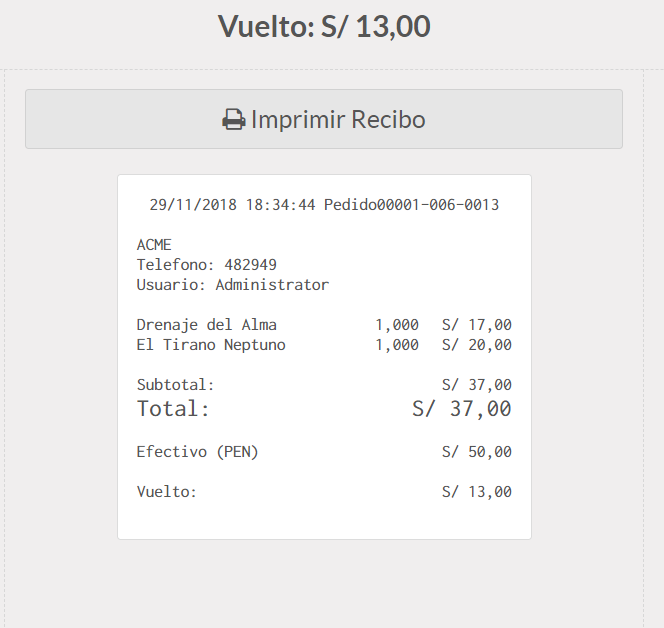 Vuelto: S/ 13,00
Imprimir Recibo
29/11/2018 18:34:44 Pedido00001-006-0013
ACME
Telefono: 482949
Usuario: Administrator
Drenaje del Alma 1,000 S/ 17,00
El Tirano Neptuno 1,000 S/ 20,00
Subtotal: S/ 37,00
Total: S/ 37,00
Efectivo (PEN) S/ 50,00
Vuelto: S/ 13,00